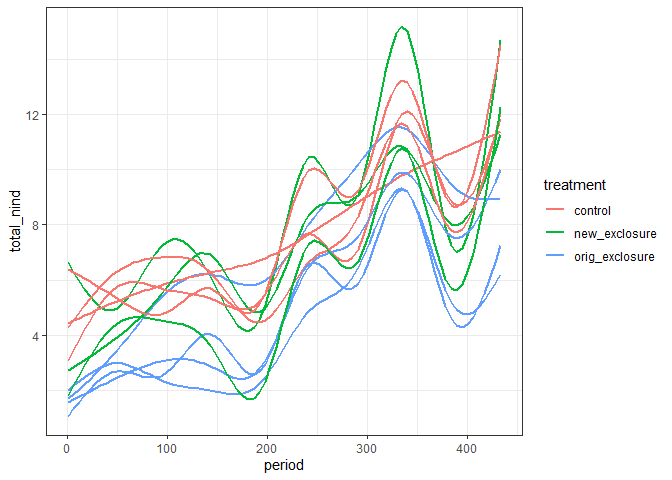 total_nind
12
8
4
0
100
200
300
400
period
treatment
control
new_exclosure
orig_exclosure